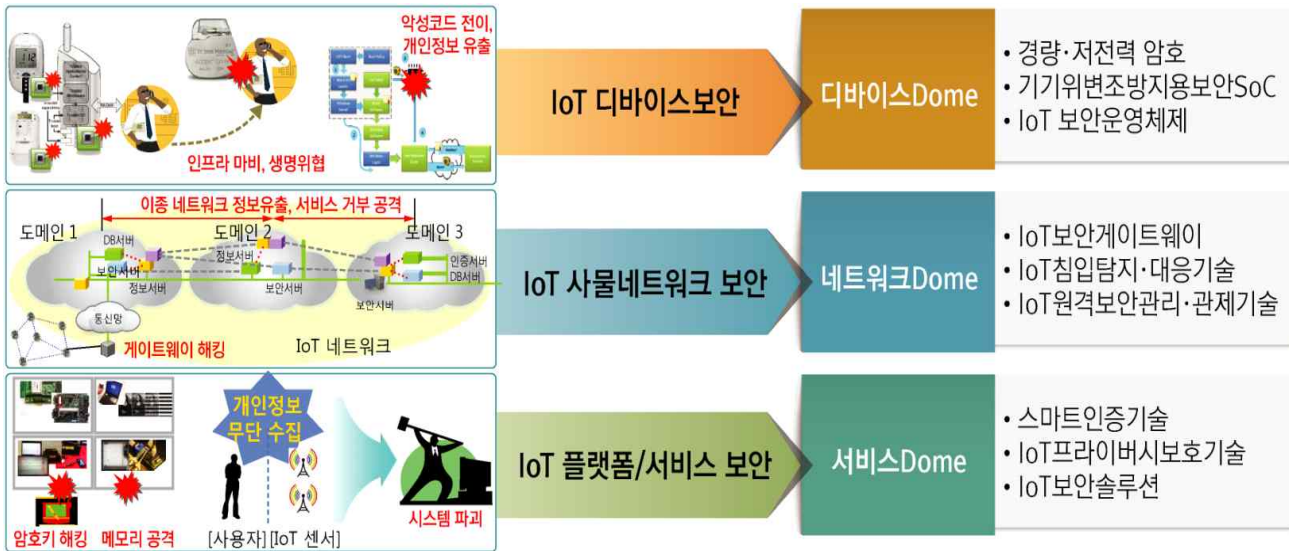 악성코드 전이,
개인정보 유출
인프라 마비, 생명위협
IoT 디바이스보안
디바이스Dome
• 경량·저전력 암호
• 기기위변조방지용보안SoC
• IoT 보안운영체제
이종 네트워크 정보유출, 서비스 거부 공격
도메인 1
도메인 2
도메인 3
DB서버
보안서버
정보서버
정보서버
보안서버
인증서버
DB서버
보안서버
통신망
게이트웨이 해킹
IoT 네트워크
IoT 사물네트워크 보안
네트워크Dome
• IoT보안게이트웨이
• IoT침입탐지·대응기술
• IoT원격보안관리·관제기술
개인정보
무단 수집
암호키 해킹
메모리 공격
[사용자]
[IoT 센서]
시스템 파괴
IoT 플랫폼/서비스 보안
서비스Dome
• 스마트인증기술
• IoT프라이버시보호기술
• IoT보안솔루션